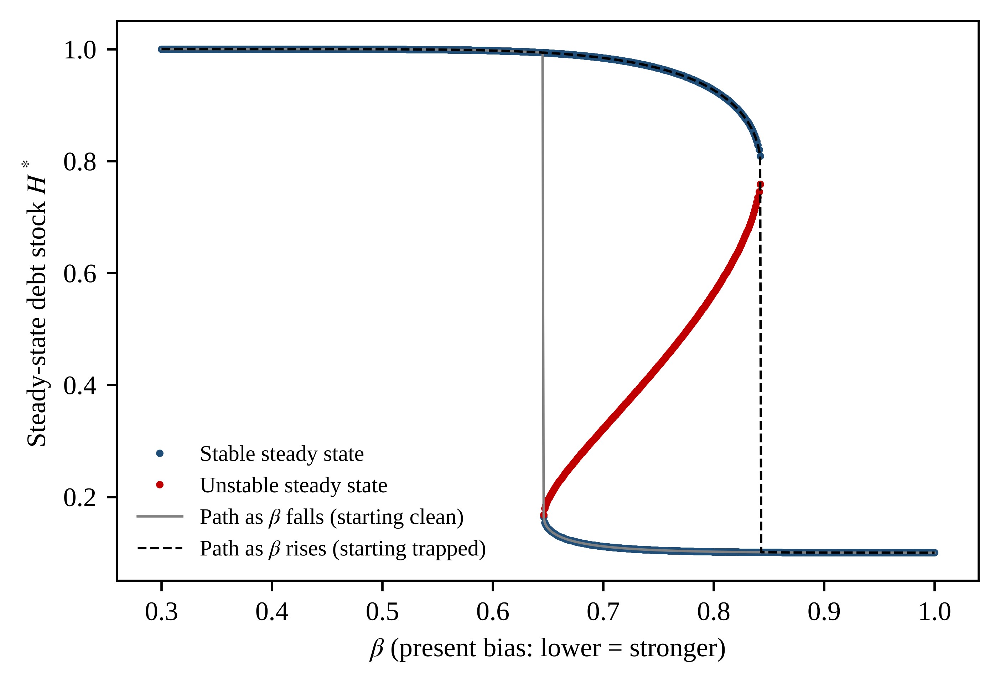 1.0
0.8
0.6
0.4
0.2
Steady-state debt stock H*
Stable steady state
Unstable steady state
Path as β falls (starting clean)
Path as β rises (starting trapped)
0.3 0.4 0.5 0.6 0.7 0.8 0.9 1.0
β (present bias: lower = stronger)